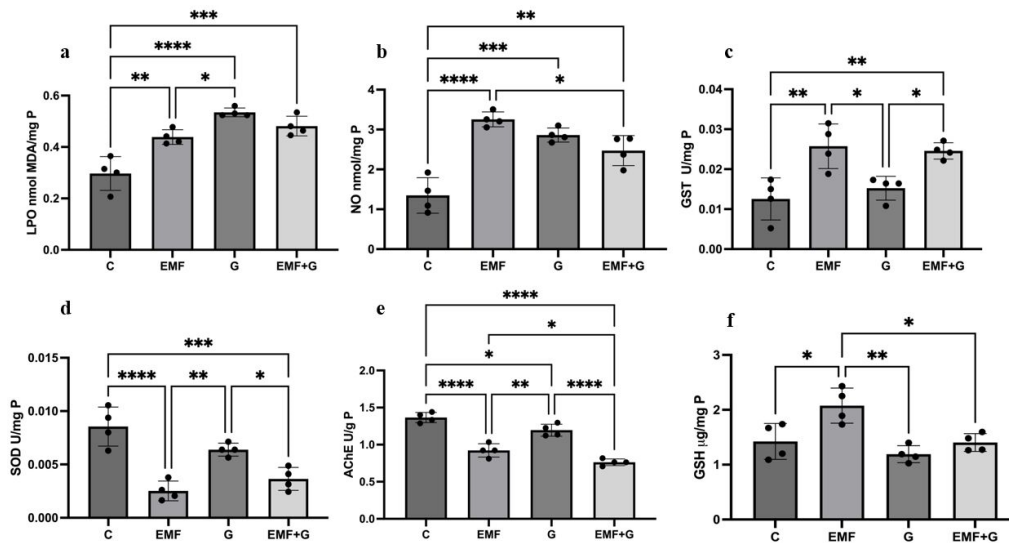 a
***
****
**
*
LPO nmol MDA/mg P
0.6
0.4
0.2
0.0
C
EMF
G
EMF+G
b
**
***
****
*
NO nmol/mg P
4
3
2
1
0
C
EMF
G
EMF+G
c
**
**
*
*
GST U/mg P
0.04
0.03
0.02
0.01
0.00
C
EMF
G
EMF+G
d
***
****
**
*
SOD U/mg P
0.015
0.010
0.005
0.000
C
EMF
G
EMF+G
e
****
*
*
****
**
****
AChE U/g P
2.0
1.5
1.0
0.5
0.0
C
EMF
G
EMF+G
f
*
*
**
GSH µg/mg P
3
2
1
0
C
EMF
G
EMF+G